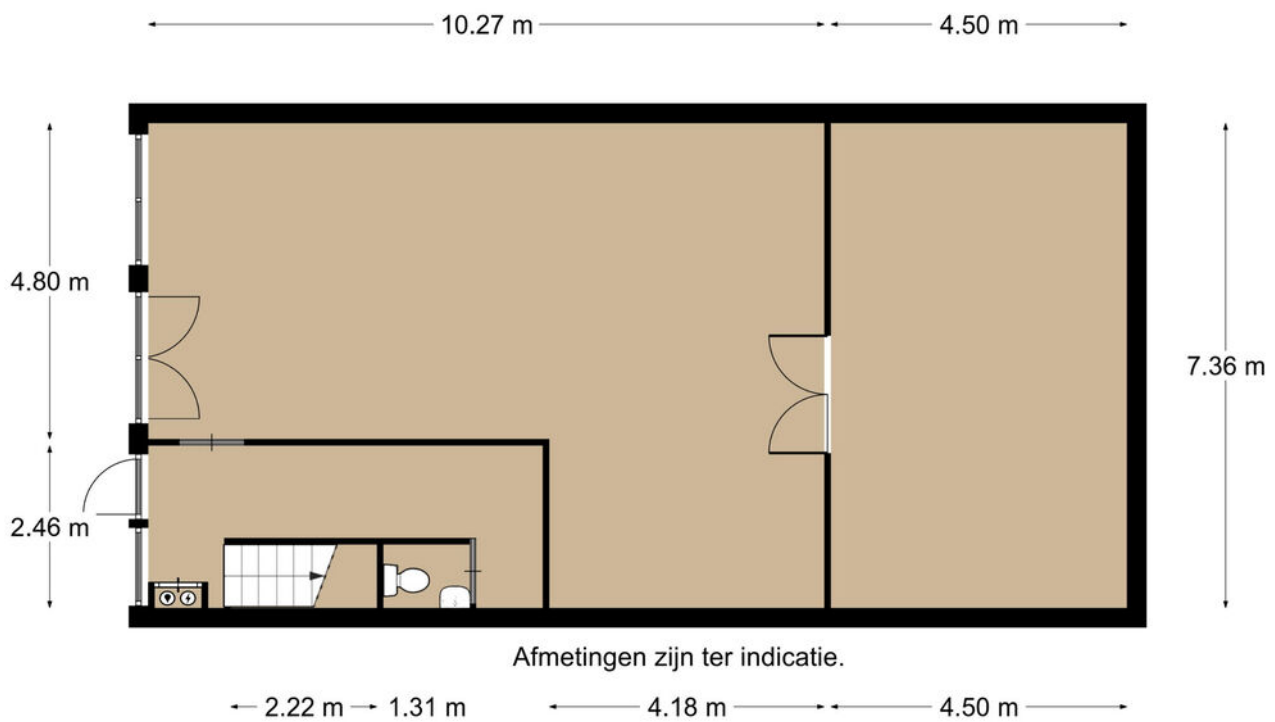 10.27 m
4.50 m
4.80 m
7.36 m
2.46 m
Afmetingen zijn ter indicatie.
2.22 m
1.31 m
4.18 m
4.50 m